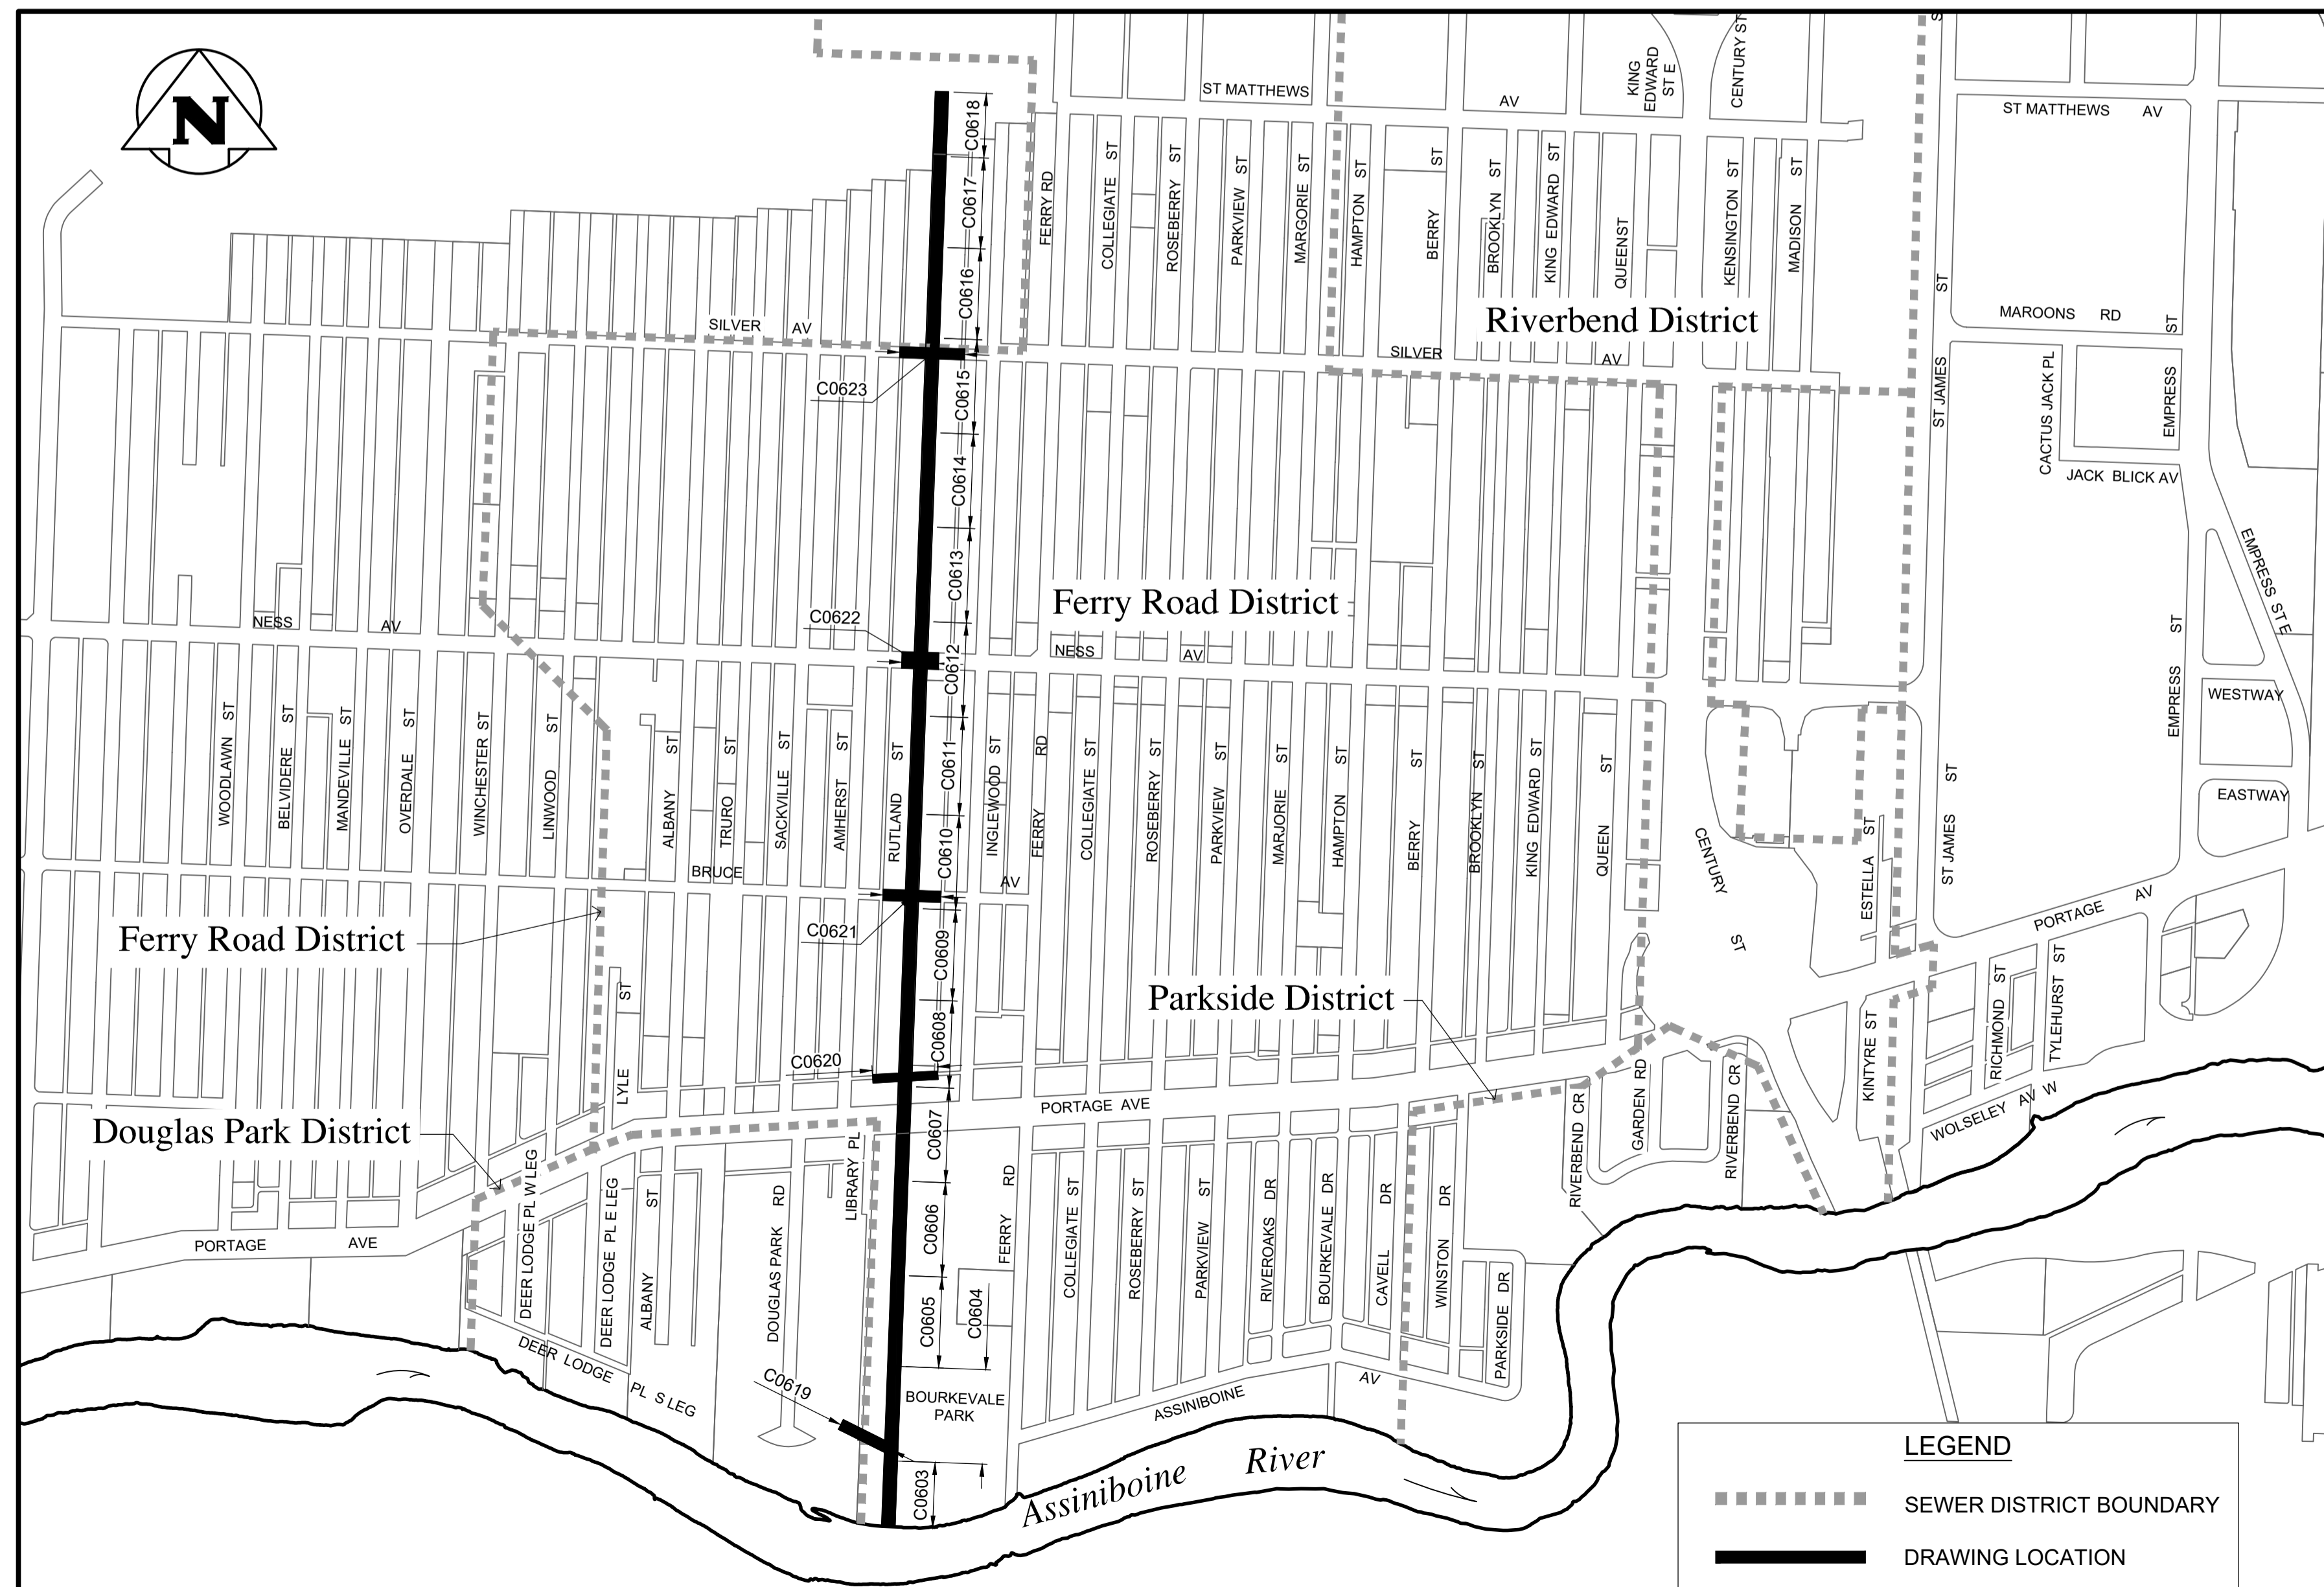 N
ST MATTHEWS
AV
KING
EDWARD
ST E
CENTURY ST
S
ST MATTHEWS AV
C0618
C0617
C0616
C0615
C0614
C0613
C0612
C0611
C0610
C0609
C0608
C0607
C0606
C0605
C0604
C0603
FERRY RD
COLLEGIATE ST
ROSEBERRY ST
PARKVIEW ST
MARGORIE ST
HAMPTON ST
BERRY ST
BROOKLYN ST
KING EDWARD ST
QUEENST
KENSINGTON ST
MADISON ST
ST JAMES ST
MAROONS RD
EMPRESS ST
CACTUS JACK PL
JACK BLICK AV
EMPRESS ST E
SILVER AV
SILVER AV
Riverbend District
C0623
Ferry Road District
C0622
NESS AV
NESS AV
WESTWAY
EASTWAY
EMPRESS ST
WOODLAWN ST
BELVIDERE ST
MANDEVILLE ST
OVERDALE ST
WINCHESTER ST
LINWOOD ST
ALBANY ST
TRURO ST
SACKVILLE ST
AMHERST ST
RUTLAND ST
INGLEWOOD ST
FERRY RD
COLLEGIATE ST
ROSEBERRY ST
PARKVIEW ST
MARJORIE ST
HAMPTON ST
BERRY ST
BROOKLYN ST
KING EDWARD ST
QUEEN ST
CENTURY ST
ESTELLA ST
ST JAMES ST
PORTAGE AV
BRUCE AV
C0621
Ferry Road District
Parkside District
LYLE ST
C0620
KINTYRE ST
RICHMOND ST
TYLEHURST ST
WOLSELEY AV W
Douglas Park District
PORTAGE AVE
PORTAGE AVE
DEER LODGE PL W LEG
DEER LODGE PL E LEG
ALBANY ST
DOUGLAS PARK RD
LIBRARY PL
FERRY RD
COLLEGIATE ST
ROSEBERRY ST
PARKVIEW ST
RIVEROAKS DR
BOURKEVALE DR
CAVELL DR
WINSTON DR
PARKSIDE DR
RIVERBEND CR
GARDEN RD
RIVERBEND CR
DEER LODGE PL S LEG
C0619
BOURKEVALE
PARK
ASSINIBOINE AV
Assiniboine River
LEGEND
SEWER DISTRICT BOUNDARY
DRAWING LOCATION